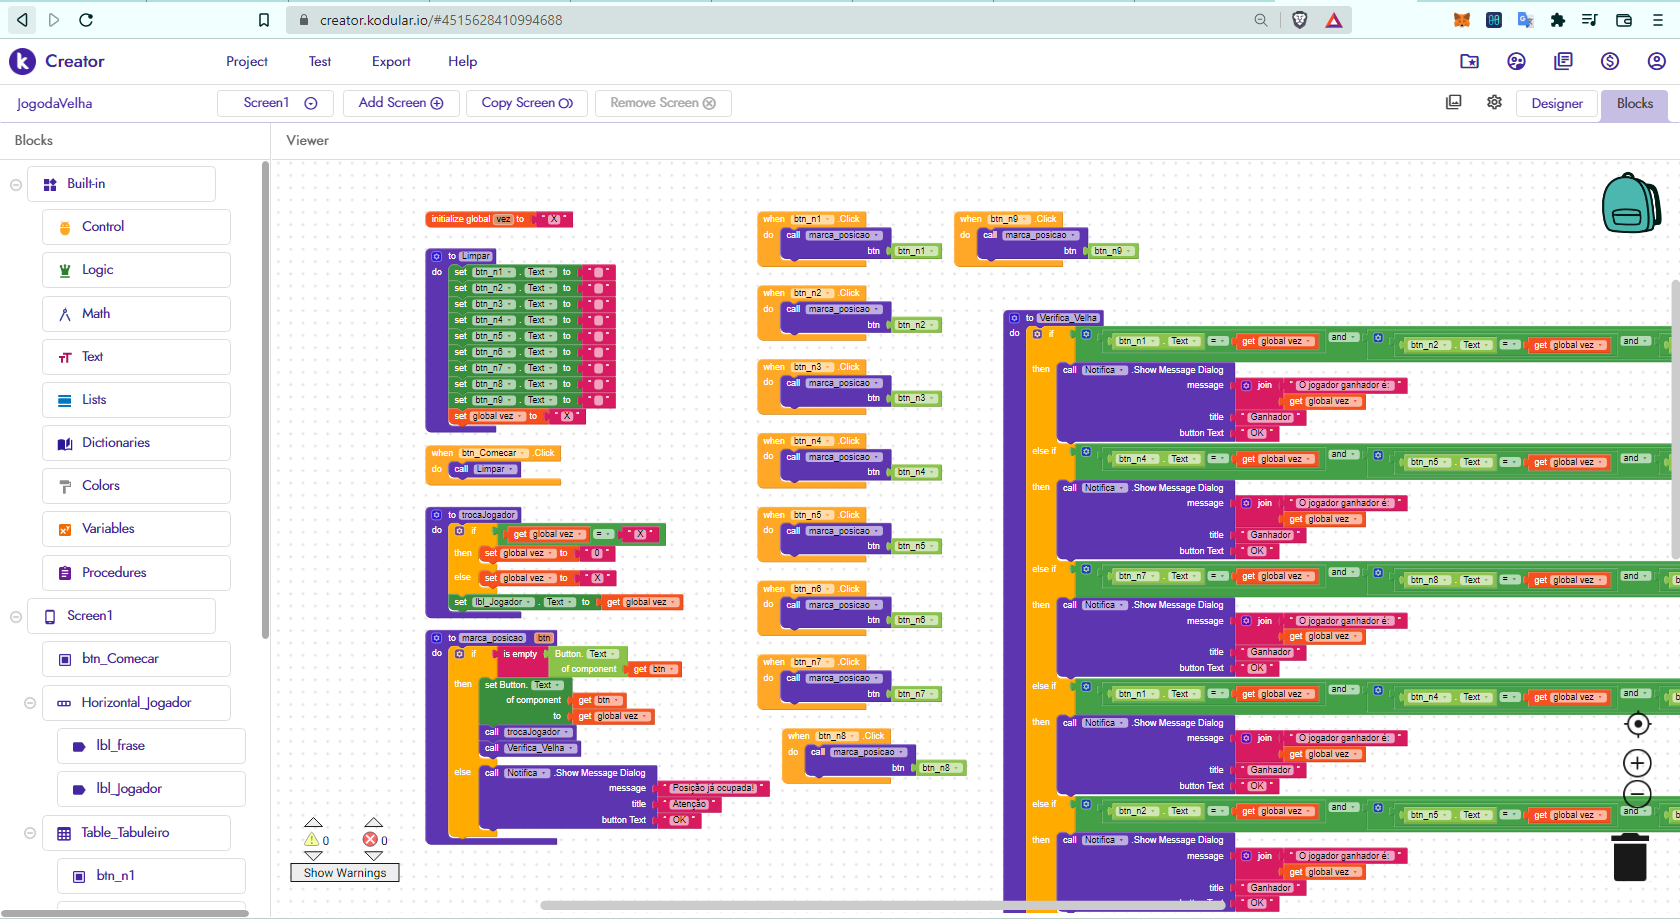 creator.kodular.io/#4515628410994688
Creator
Project
Test
Export
Help
JogodaVelha
Screen1
Add Screen
Copy Screen
Remove Screen
Designer
Blocks
Blocks
Viewer
Built-in
Control
Logic
Math
Text
Lists
Dictionaries
Colors
Variables
Procedures
Screen1
btn_Comecar
Horizontal_Jogador
lbl_frase
lbl_Jogador
Table_Tabuleiro
btn_n1
initialize global vez to " X "
to Limpar
do set btn_n1 . Text to " "
set btn_n2 . Text to " "
set btn_n3 . Text to " "
set btn_n4 . Text to " "
set btn_n5 . Text to " "
set btn_n6 . Text to " "
set btn_n7 . Text to " "
set btn_n8 . Text to " "
set btn_n9 . Text to " "
set global vez to " X "
when btn_Comecar .Click
do call Limpar
to trocaJogador
do if get global vez = " X "
then set global vez to " 0 "
else set global vez to " X "
set lbl_Jogador . Text to get global vez
to marca_posicao btn
do if is empty Button. Text
of component get btn
then set Button. Text
of component get btn
to get global vez
call trocaJogador
call Verifica_Velha
else call Notifica .Show Message Dialog
message " Posição já ocupada! "
title " Atenção "
button Text " OK "
0 0
Show Warnings
when btn_n1 .Click
do call marca_posicao
btn btn_n1
when btn_n2 .Click
do call marca_posicao
btn btn_n2
when btn_n3 .Click
do call marca_posicao
btn btn_n3
when btn_n4 .Click
do call marca_posicao
btn btn_n4
when btn_n5 .Click
do call marca_posicao
btn btn_n5
when btn_n6 .Click
do call marca_posicao
btn btn_n6
when btn_n7 .Click
do call marca_posicao
btn btn_n7
when btn_n8 .Click
do call marca_posicao
btn btn_n8
when btn_n9 .Click
do call marca_posicao
btn btn_n9
to Verifica_Velha
do if btn_n1 . Text = get global vez and btn_n2 . Text = get global vez and
then call Notifica .Show Message Dialog
message join " O jogador ganhador é: "
get global vez
title " Ganhador "
button Text " OK "
else if btn_n4 . Text = get global vez and btn_n5 . Text = get global vez and
then call Notifica .Show Message Dialog
message join " O jogador ganhador é: "
get global vez
title " Ganhador "
button Text " OK "
else if btn_n7 . Text = get global vez and btn_n8 . Text = get global vez and b
then call Notifica .Show Message Dialog
message join " O jogador ganhador é: "
get global vez
title " Ganhador "
button Text " OK "
else if btn_n1 . Text = get global vez and btn_n4 . Text = get global vez and b
then call Notifica .Show Message Dialog
message join " O jogador ganhador é: "
get global vez
title " Ganhador "
button Text " OK "
else if btn_n2 . Text = get global vez and btn_n5 . Text = get global vez and b
then call Notifica .Show Message Dialog
message join " O jogador ganhador é: "
get global vez
title " Ganhador "
" OK "